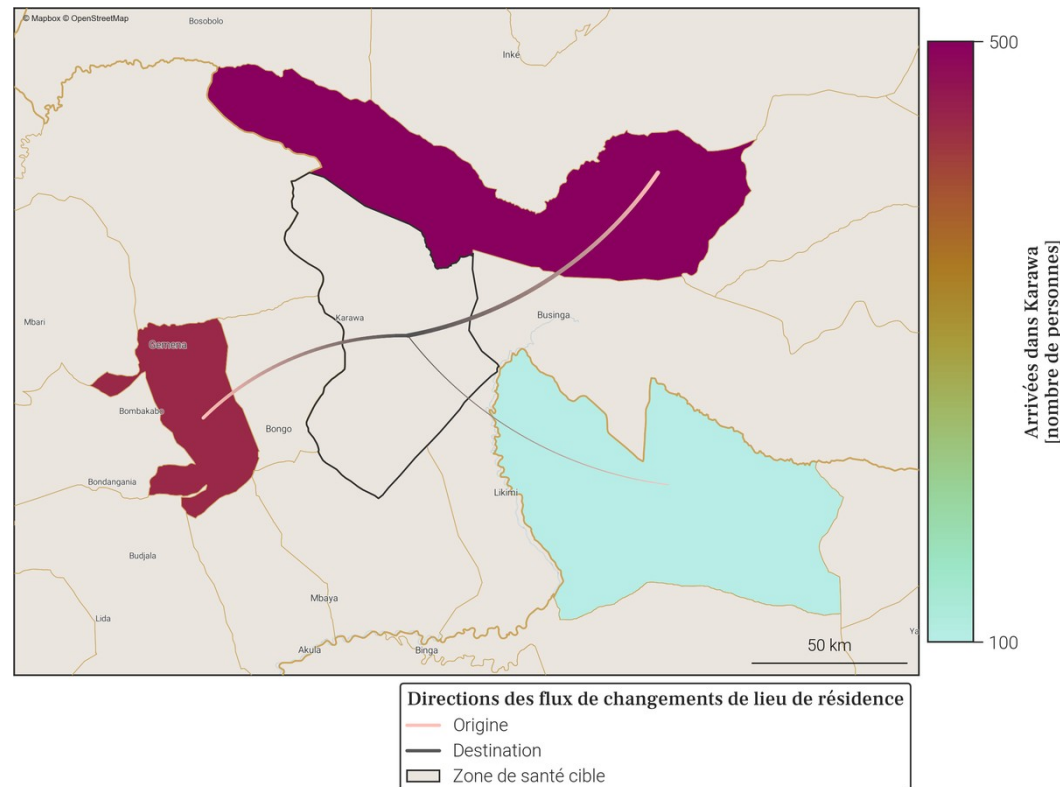 © Mapbox © OpenStreetMap
Bosobolo
Inke
500
Mbari
Karawa
Businga
Gemena
Bombakabo
Bongo
Bondangania
Likimi
Budjala
Mbaya
Lida
Akula
Binga
Ya
50 km
100
Arrivées dans Karawa
[nombre de personnes]
Directions des flux de changements de lieu de résidence
Origine
Destination
Zone de santé cible